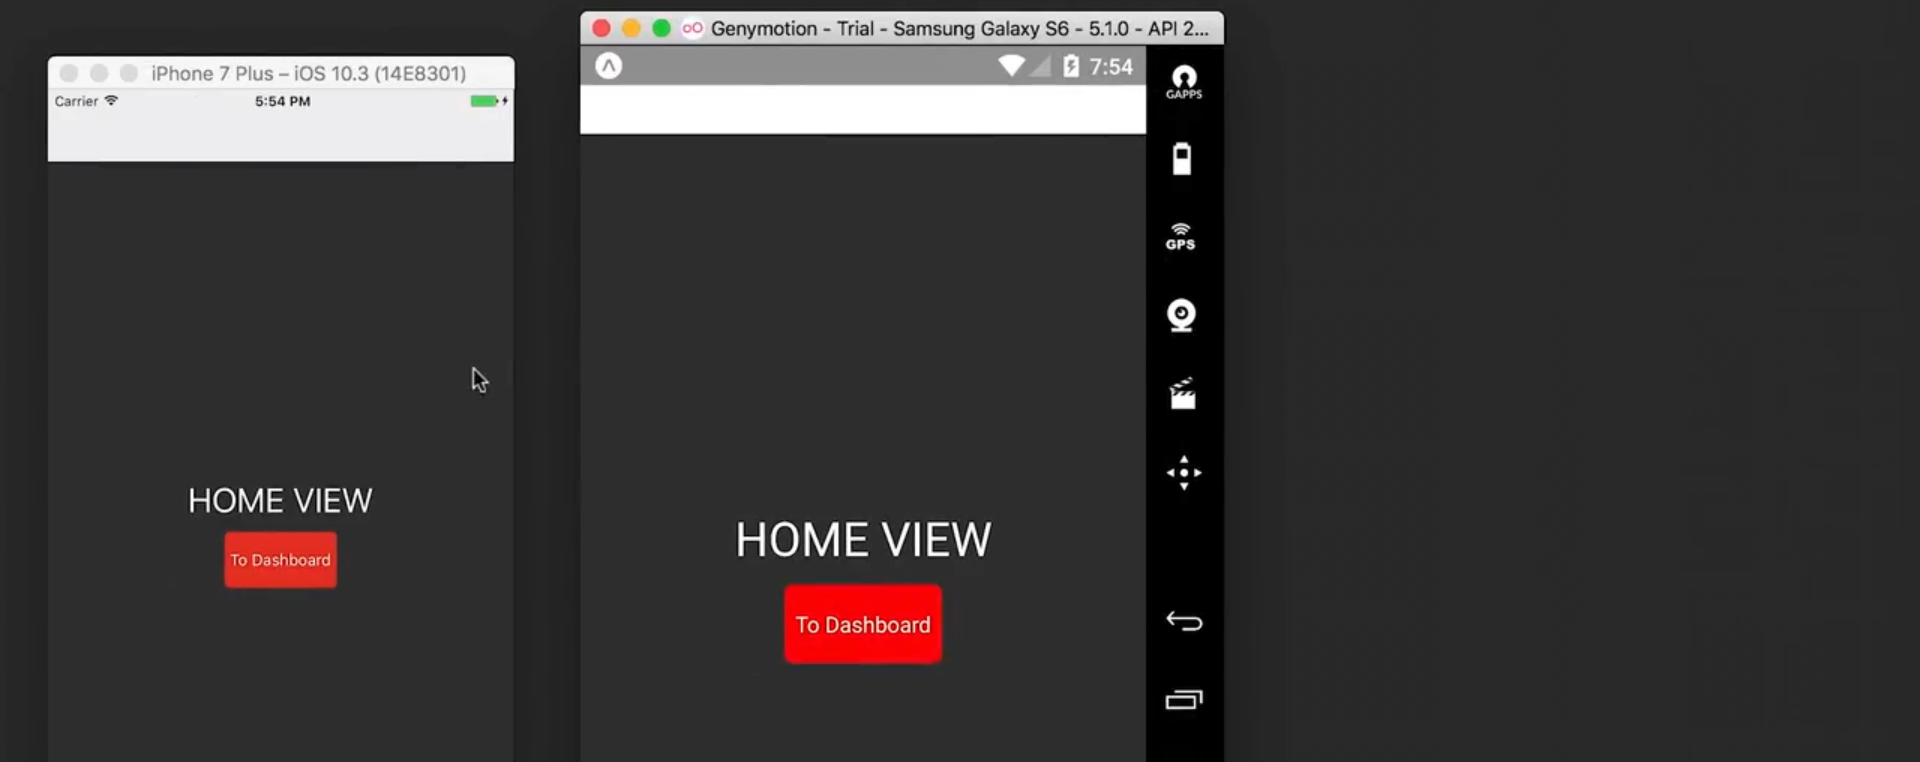 iPhone 7 Plus – iOS 10.3 (14E8301)
Carrier 5:54 PM
HOME VIEW
To Dashboard
Genymotion - Trial - Samsung Galaxy S6 - 5.1.0 - API 2...
7:54
HOME VIEW
To Dashboard
GAPPS
GPS